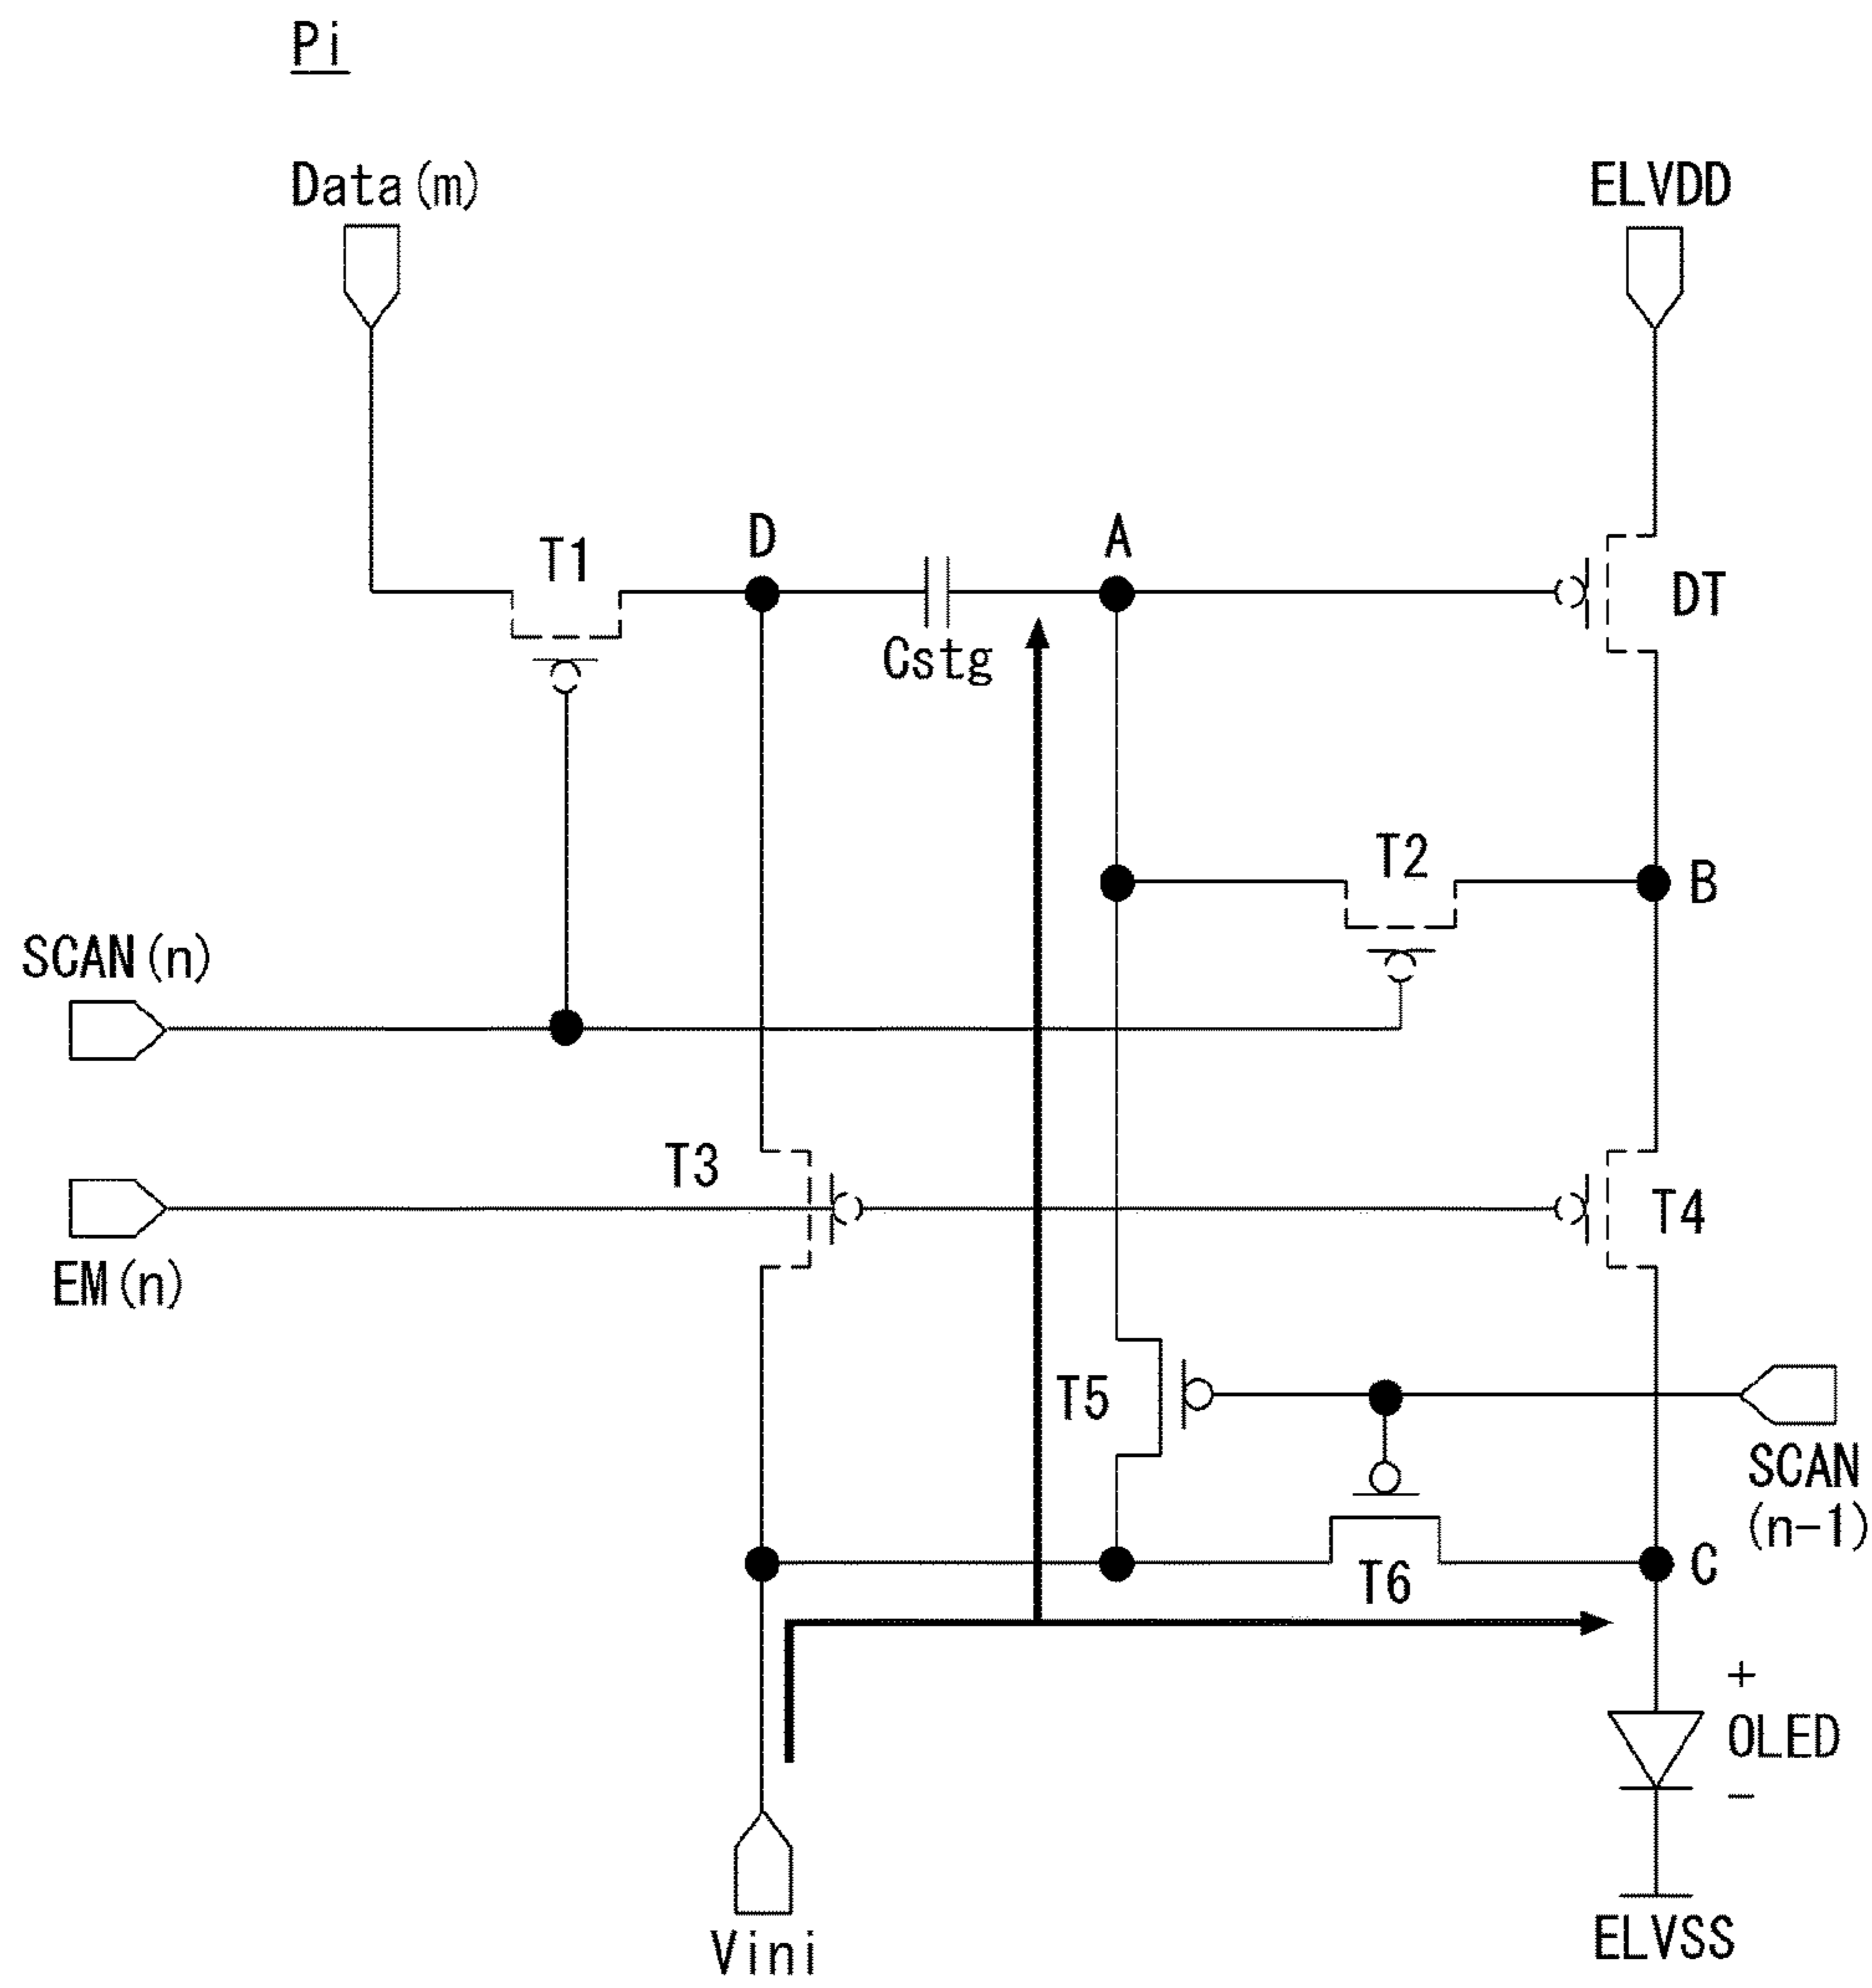 Pi
Data(m)
ELVDD
T1
D
A
Cstg
DT
T2
B
SCAN(n)
T3
T4
EM(n)
T5
SCAN
(n-1)
T6
C
+
OLED
-
Vini
ELVSS